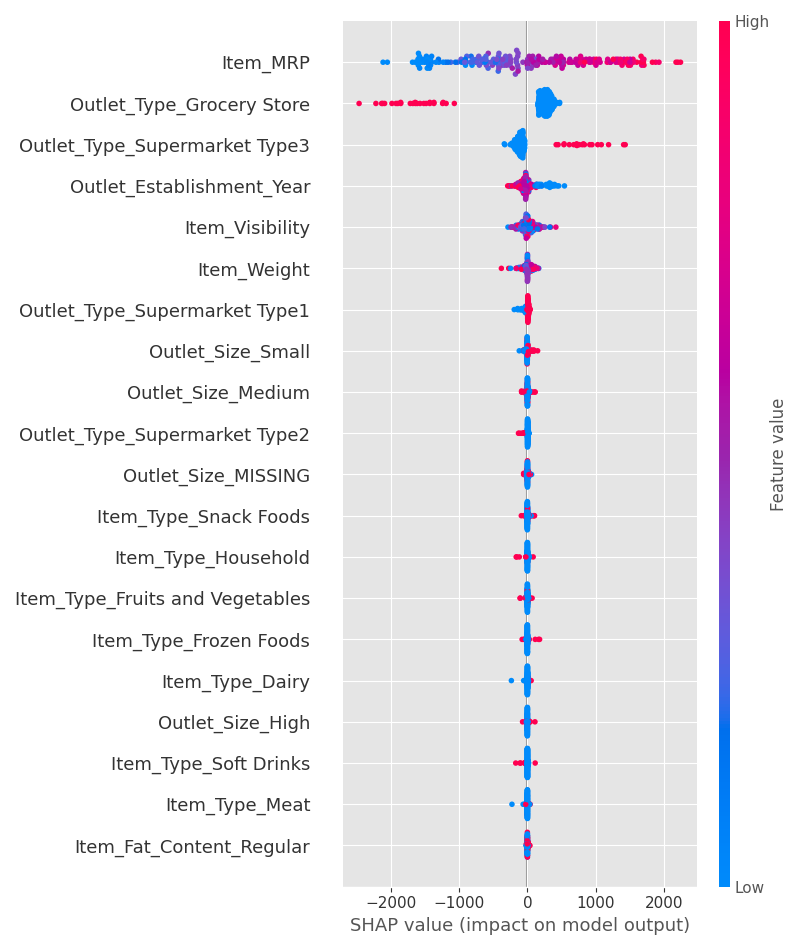 High
Item_MRP
Outlet_Type_Grocery Store
Outlet_Type_Supermarket Type3
Outlet_Establishment_Year
Item_Visibility
Item_Weight
Outlet_Type_Supermarket Type1
Outlet_Size_Small
Outlet_Size_Medium
Outlet_Type_Supermarket Type2
Outlet_Size_MISSING
Item_Type_Snack Foods
Item_Type_Household
Item_Type_Fruits and Vegetables
Item_Type_Frozen Foods
Item_Type_Dairy
Outlet_Size_High
Item_Type_Soft Drinks
Item_Type_Meat
Item_Fat_Content_Regular
Feature value
Low
−2000 −1000 0 1000 2000
SHAP value (impact on model output)